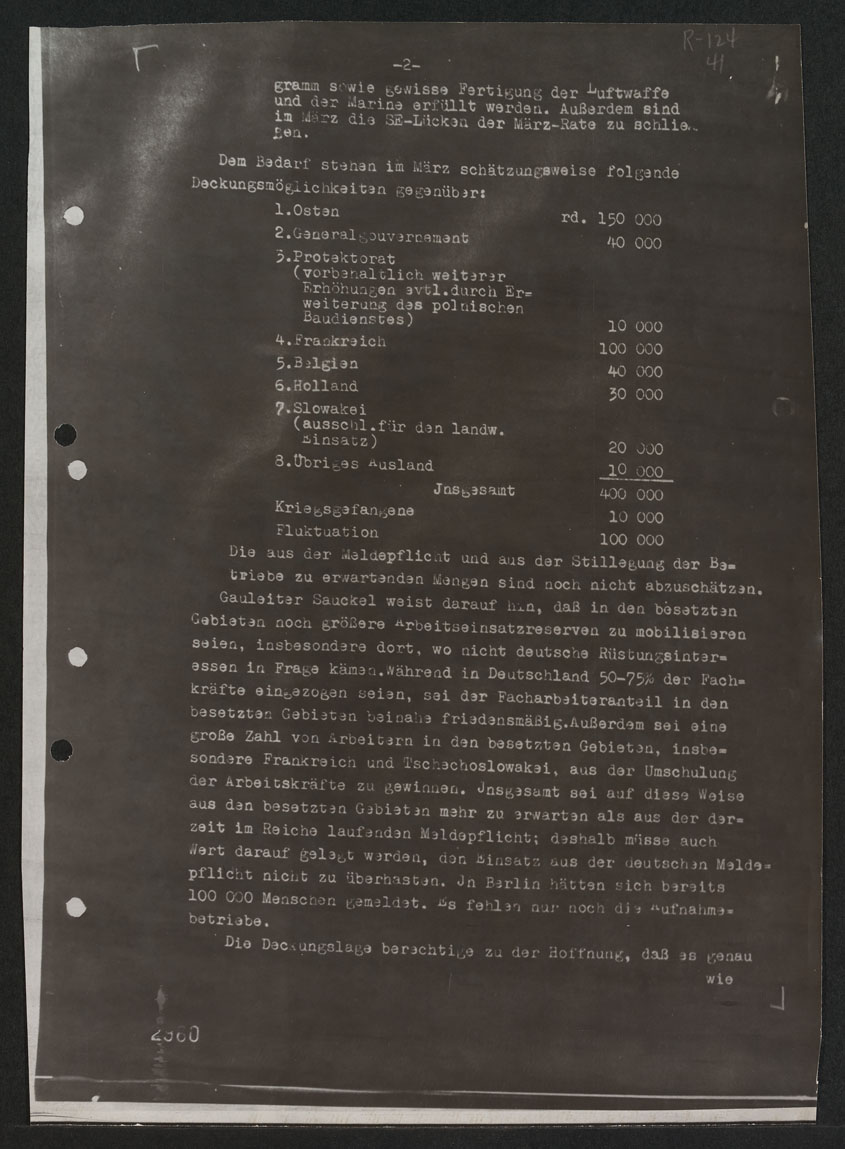 R-124
41
-2-
gramm sowie gewisse Fertigung der Luftwaffe
und der Marine erfüllt werden. Außerdem sind
im März die SE-Lücken der März-Rate zu schlie-
ßen.
Dem Bedarf stehen im März schätzungsweise folgende
Deckungsmöglichkeiten gegenüber:
1.Osten rd. 150 000
2.Generalgouvernement 40 000
3.Protektorat
(vorbehaltlich weiterer
Erhöhungen evtl.durch Er=
weiterung des polnischen
Baudienstes) 10 000
4.Frankreich 100 000
5.Belgien 40 000
6.Holland 30 000
7.Slowakei
(ausschl.für den landw.
Einsatz) 20 000
8.Übriges Ausland 10 000
Jnsgesamt 400 000
Kriegsgefangene 10 000
Fluktuation 100 000
Die aus der Meldepflicht und aus der Stillegung der Be=
triebe zu erwartenden Mengen sind noch nicht abzuschätzen.
Gauleiter Sauckel weist darauf hin, daß in den besetzten
Gebieten noch größere Arbeitseinsatzreserven zu mobilisieren
seien, insbesondere dort, wo nicht deutsche Rüstungsinter=
essen in Frage kämen.Während in Deutschland 50-75% der Fach=
kräfte eingezogen seien, sei der Facharbeiteranteil in den
besetzten Gebieten beinahe friedensmäßig.Außerdem sei eine
große Zahl von Arbeitern in den besetzten Gebieten, insbe=
sondere Frankreich und Tschechoslowakei, aus der Umschulung
der Arbeitskräfte zu gewinnen. Jnsgesamt sei auf diese Weise
aus den besetzten Gebieten mehr zu erwarten als aus der der=
zeit im Reiche laufenden Meldepflicht; deshalb müsse auch
Wert darauf gelegt werden, den Einsatz aus der deutschen Melde=
pflicht nicht zu überhasten. Jn Berlin hätten sich bereits
100 000 Menschen gemeldet. Es fehlen nur noch die Aufnahme=
betriebe.
Die Deckungslage berechtige zu der Hoffnung, daß es genau
wie
2960